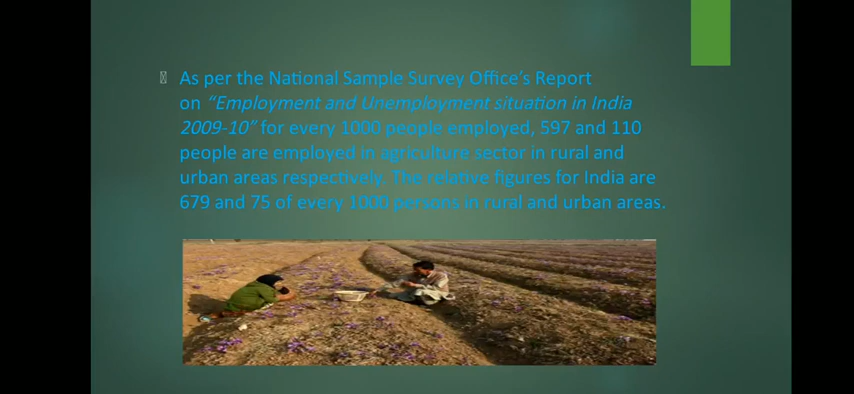 As per the National Sample Survey Office’s Report
on “Employment and Unemployment situation in India
2009-10” for every 1000 people employed, 597 and 110
people are employed in agriculture sector in rural and
urban areas respectively. The relative figures for India are
679 and 75 of every 1000 persons in rural and urban areas.